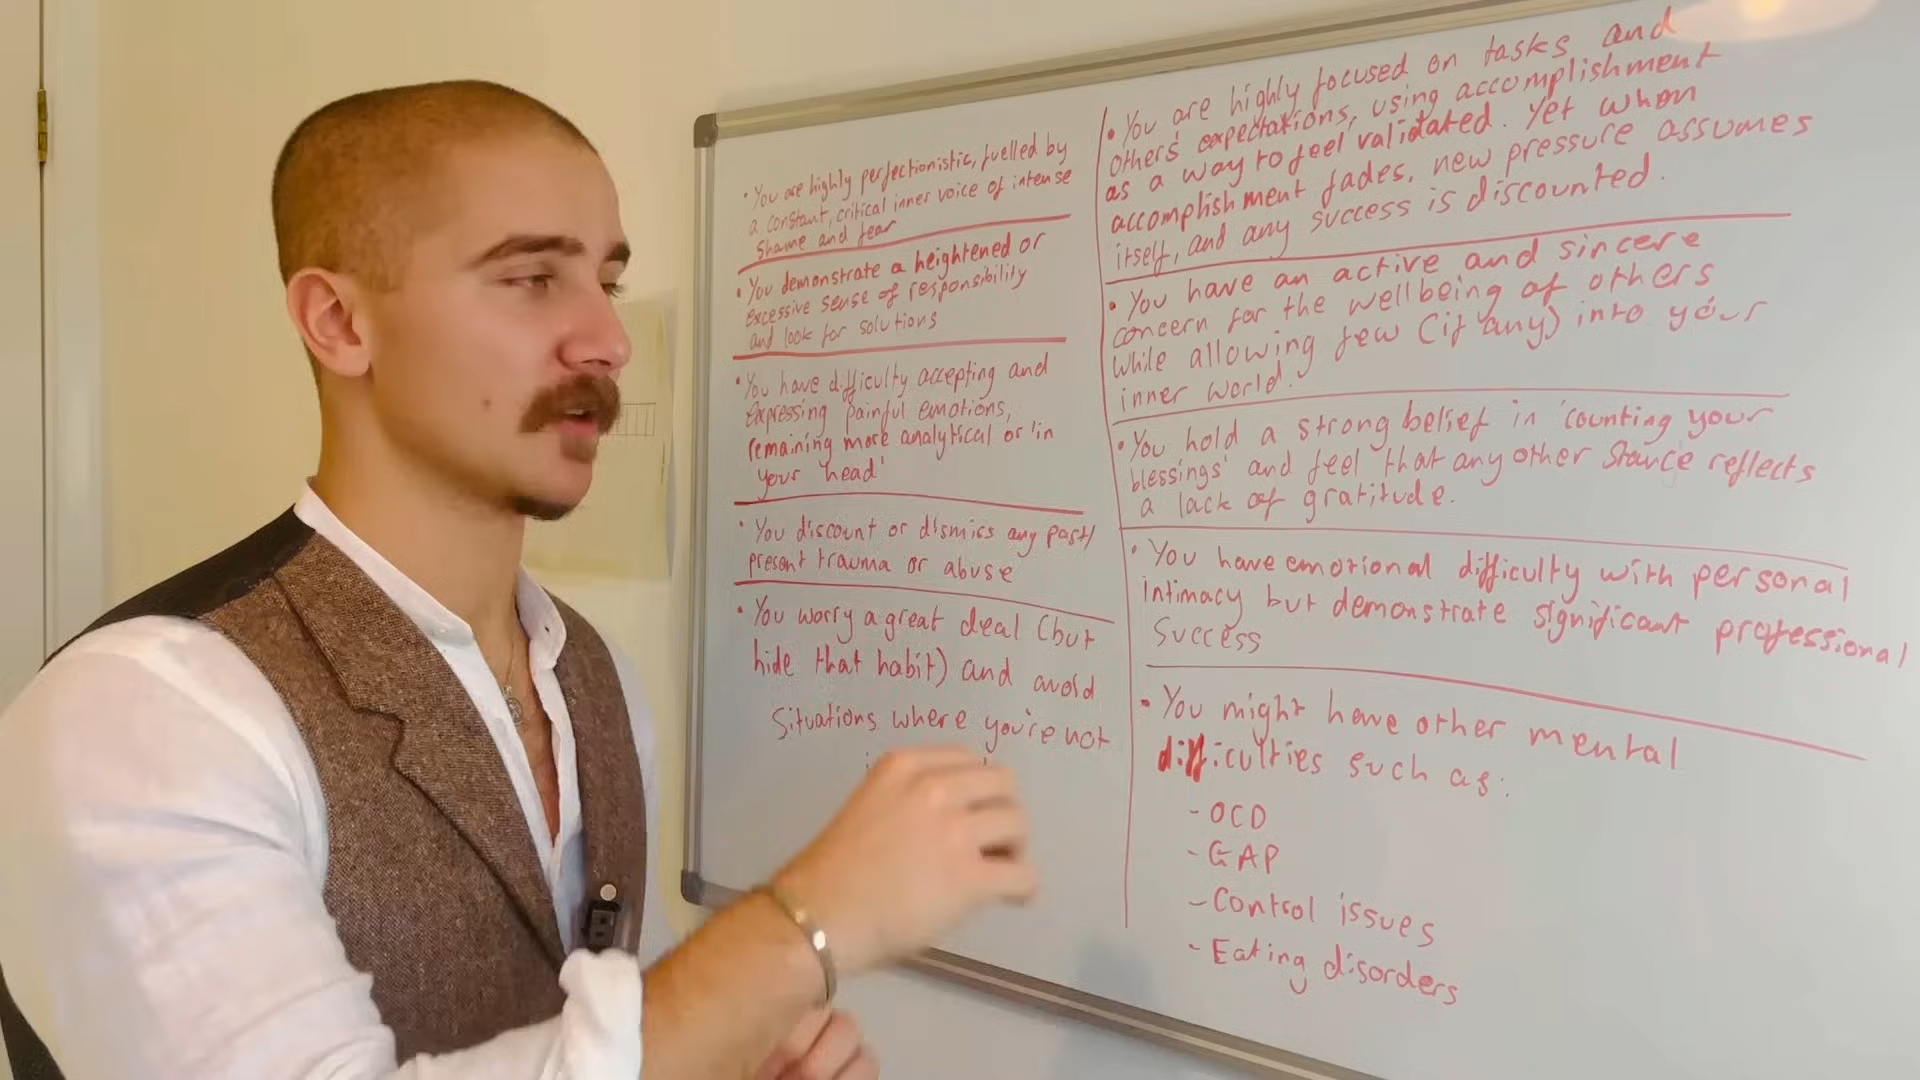 • You are highly perfectionistic, fuelled by
a constant, critical inner voice of intense
shame and fear
• You demonstrate a heightened or
excessive sense of responsibility
and look for solutions
• You have difficulty accepting and
expressing painful emotions,
remaining more analytical or 'in
your head'
• You discount or dismics any past/
present trauma or abuse
• You worry a great deal (but
hide that habit) and avoid
situations where you're not
• You are highly focused on tasks and
others' expectations, using accomplishment
as a way to feel validated. Yet when
accomplishment fades, new pressure assumes
itself, and any success is discounted.
• You have an active and sincere
concern for the wellbeing of others
while allowing few (if any) into your
inner world.
• You hold a strong belief in 'counting your
blessings' and feel that any other stance reflects
a lack of gratitude.
• You have emotional difficulty with personal
intimacy but demonstrate significant professional
success
• You might have other mental
difficulties such as:
- OCD
- GAP
- Control issues
- Eating disorders